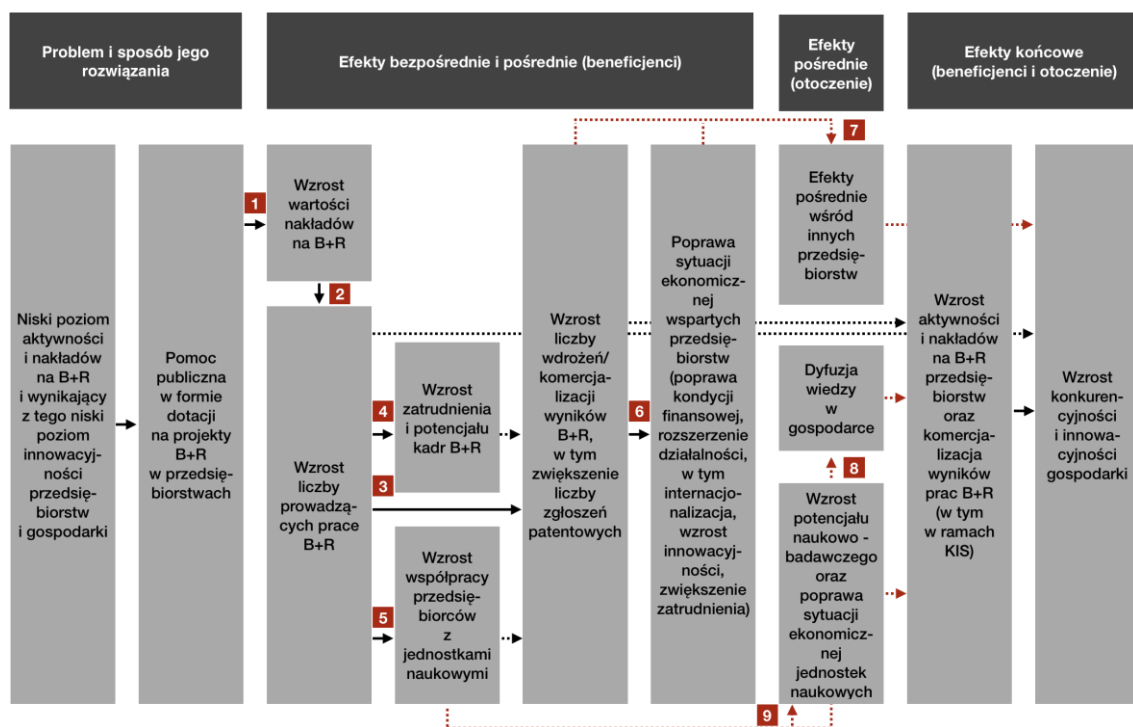 Problem i sposób jego
rozwiązania
Efekty bezpośrednie i pośrednie (beneficjenci)
Efekty
pośrednie
(otoczenie)
Efekty końcowe
(beneficjenci i otoczenie)
Niski poziom
aktywności
i nakładów
na B+R
i wynikający
z tego niski
poziom
innowacyj-
ności
przedsię-
biorstw
i gospodarki
Pomoc
publiczna
w formie
dotacji
na projekty
B+R
w przedsię-
biorstwach
1
Wzrost
wartości
nakładów
na B+R
2
Wzrost
liczby
prowadzą-
cych prace
B+R
4
Wzrost
zatrudnienia
i potencjału
kadr B+R
3
5
Wzrost
współpracy
przedsię-
biorców
z
jednostkami
naukowymi
Wzrost
liczby
wdrożeń/
komercja-
lizacji
wyników
B+R,
w tym
zwiększenie
liczby
zgłoszeń
patentowych
6
Poprawa
sytuacji
ekonomicz-
nej
wspartych
przedsię-
biorstw
(poprawa
kondycji
finansowej,
rozszerzenie
działalności,
w tym
internacjo-
nalizacja,
wzrost
innowacyj-
ności,
zwiększenie
zatrudnienia)
7
Efekty
pośrednie
wśród
innych
przedsię-
biorstw
Dyfuzja
wiedzy
w
gospodarce
8
Wzrost
potencjału
naukowo -
badawczego
oraz
poprawa
sytuacji
ekonomicz-
nej
jednostek
naukowych
9
Wzrost
aktywności
i nakładów
na B+R
przedsię-
biorstw
oraz
komercja-
lizacja
wyników
prac B+R
(w tym
w ramach
KIS)
Wzrost
konkuren-
cyjności
i innowa-
cyjności
gospodarki